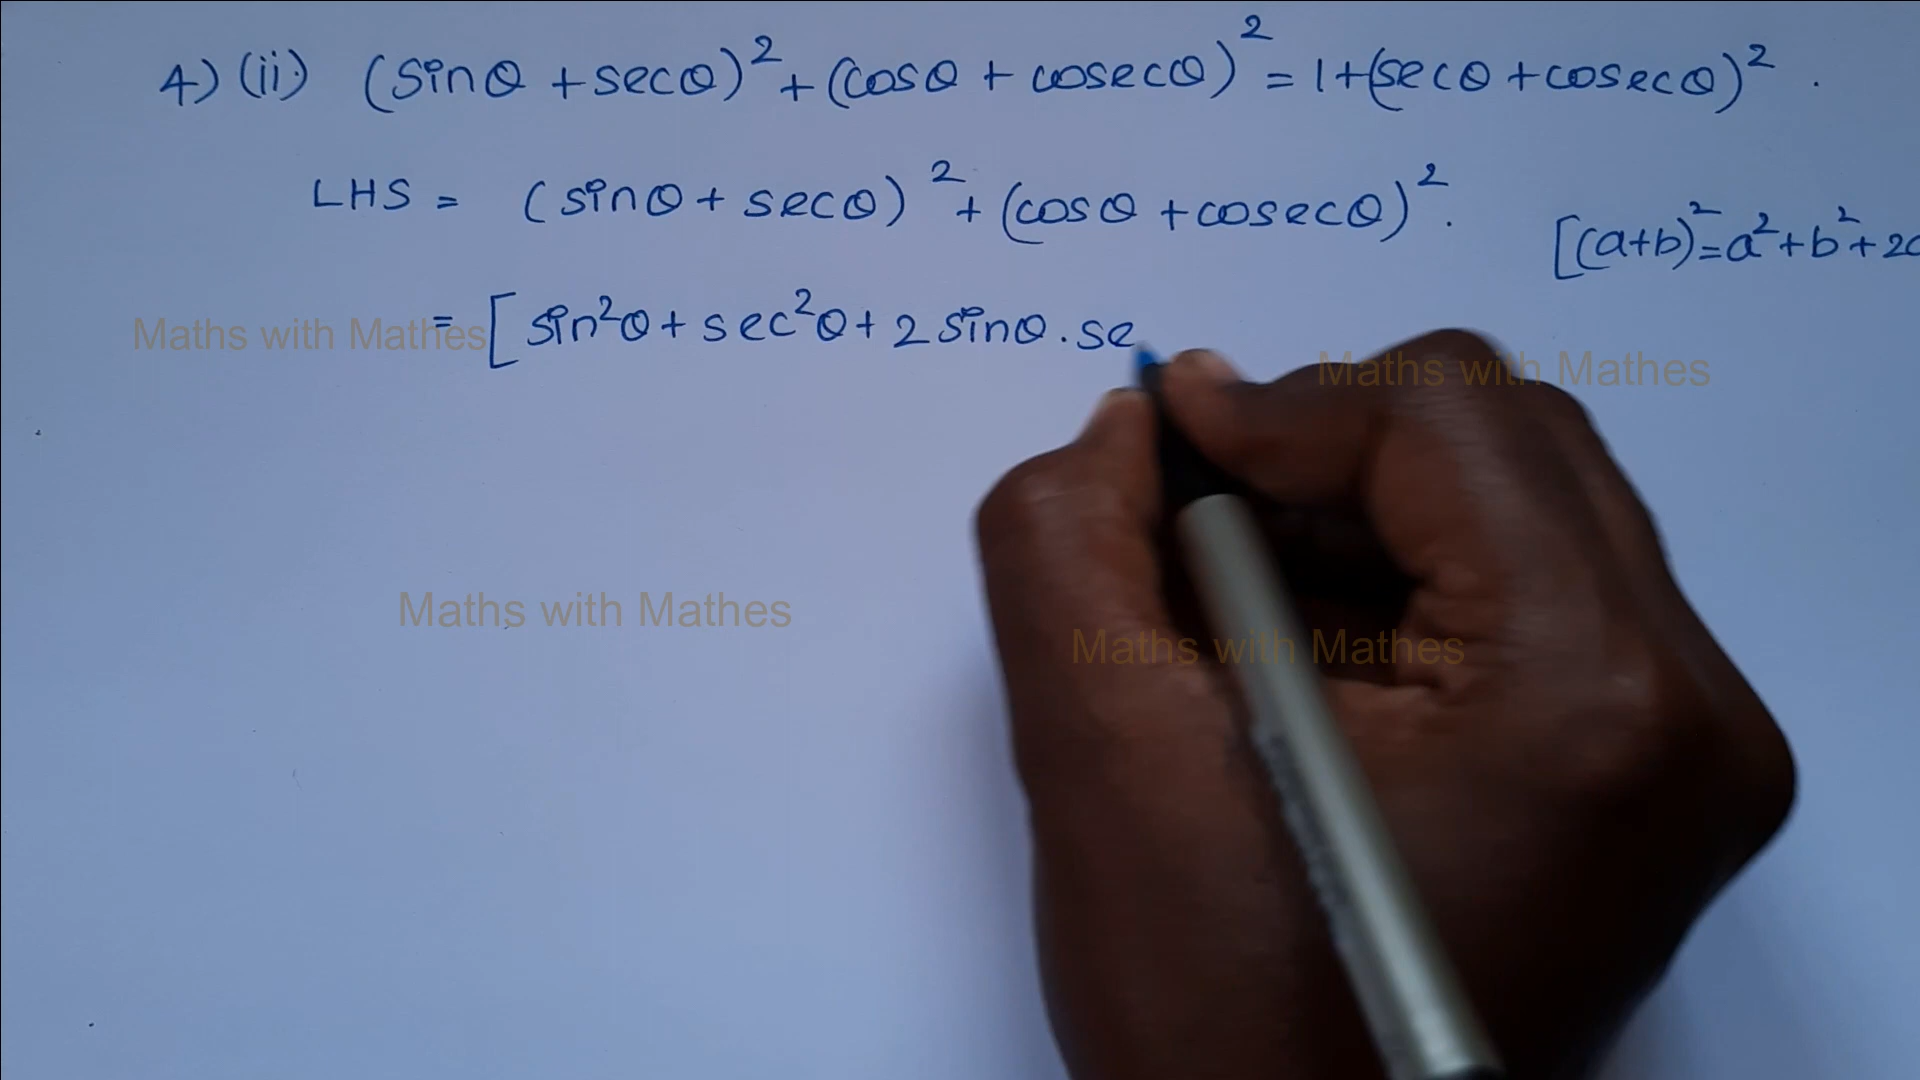 4) (ii) (sinθ + secθ)² + (cosθ + cosecθ)² = 1 + (secθ + cosecθ)² .
LHS = (sinθ + secθ)² + (cosθ + cosecθ)² .
[(a+b)² = a² + b² + 2a
= [sin²θ + sec²θ + 2 sinθ . se
Maths with Mathes
Maths with Mathes
Maths with Mathes
Maths with Mathes